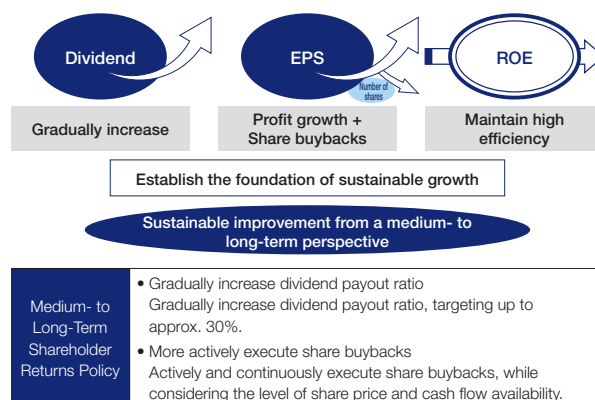 Dividend
EPS
ROE
Number of
shares
Gradually increase
Profit growth +
Share buybacks
Maintain high
efficiency
Establish the foundation of sustainable growth
Sustainable improvement from a medium- to
long-term perspective
Medium- to
Long-Term
Shareholder
Returns Policy
• Gradually increase dividend payout ratio
Gradually increase dividend payout ratio, targeting up to
approx. 30%.
• More actively execute share buybacks
Actively and continuously execute share buybacks, while
considering the level of share price and cash flow availability.